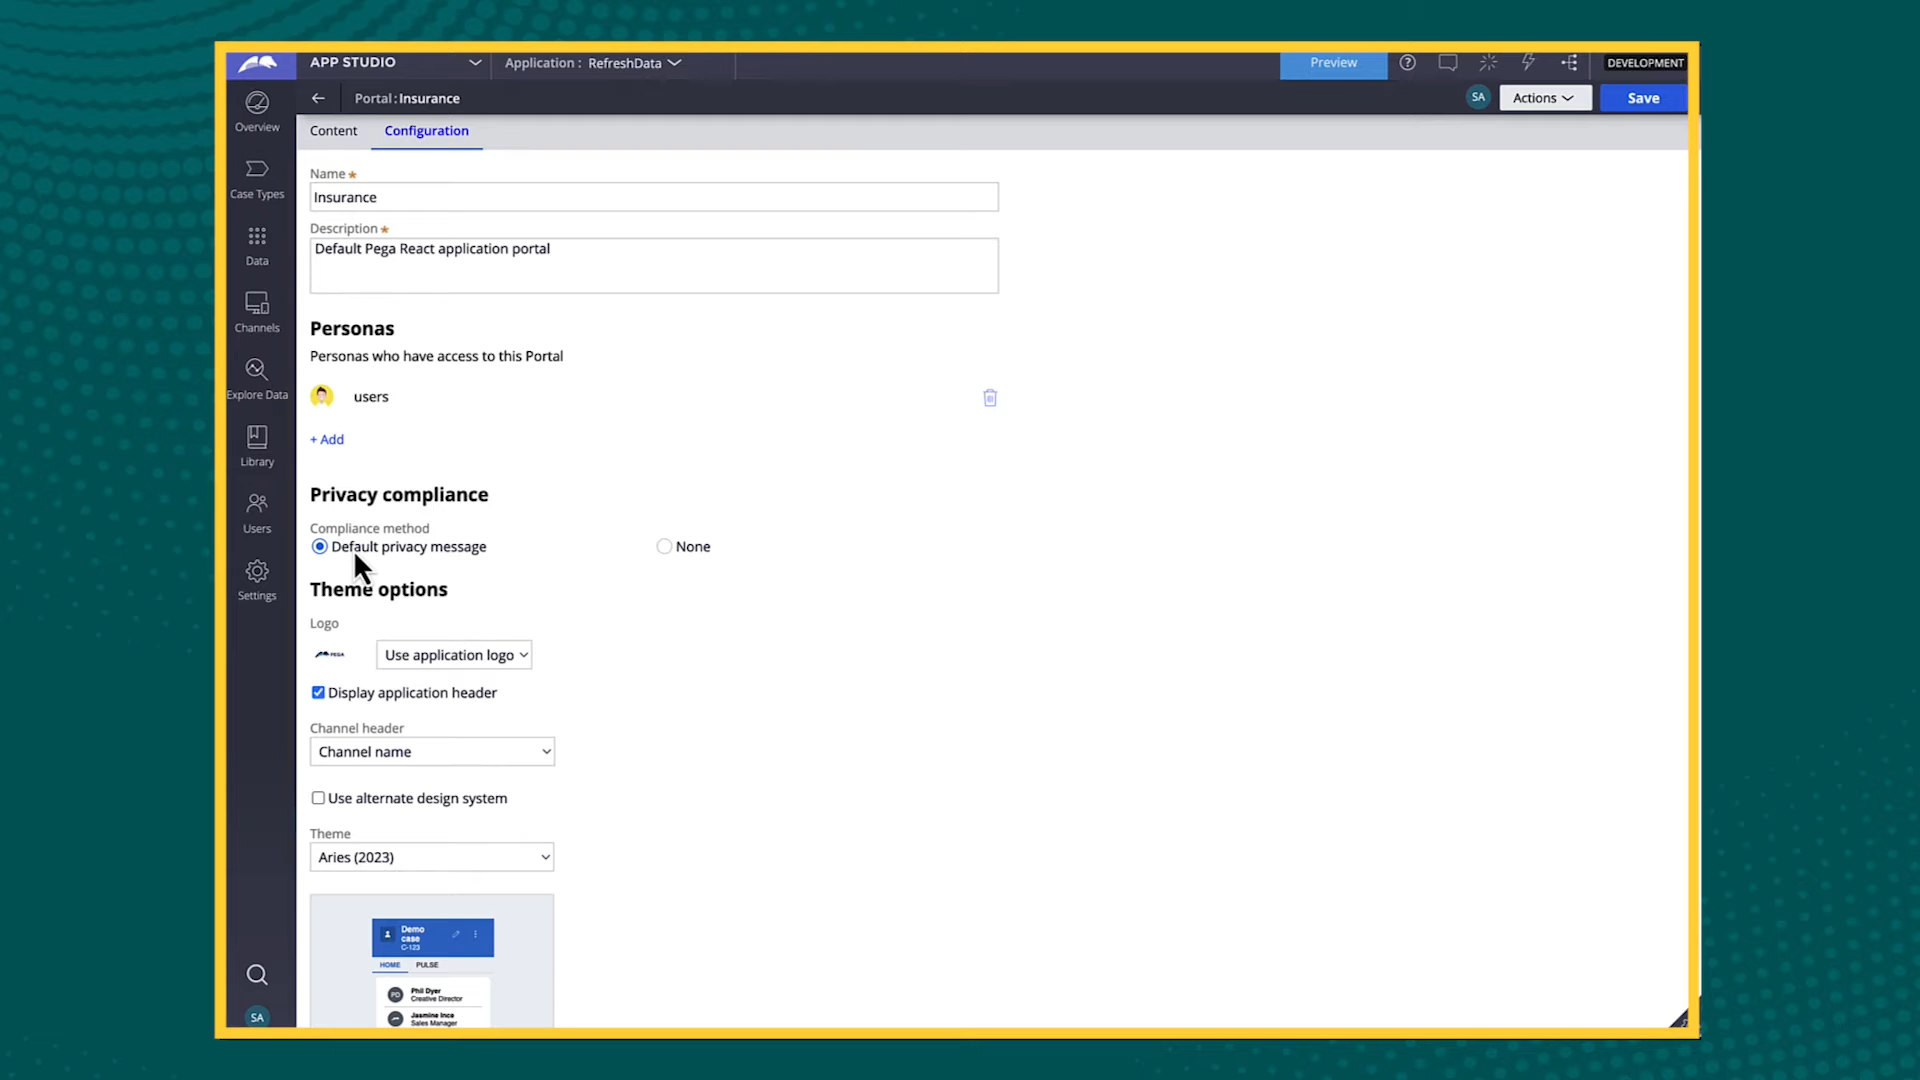 APP STUDIO
Application : RefreshData
Preview
DEVELOPMENT
Portal : Insurance
SA
Actions
Save
Overview
Case Types
Data
Channels
Explore Data
Library
Users
Settings
SA
Content
Configuration
Name *
Insurance
Description *
Default Pega React application portal
Personas
Personas who have access to this Portal
users
+ Add
Privacy compliance
Compliance method
Default privacy message
None
Theme options
Logo
PEGA
Use application logo
Display application header
Channel header
Channel name
Use alternate design system
Theme
Aries (2023)
Demo
case
C-123
HOME PULSE
PD
Phil Dyer
Creative Director
Jasmine Ince
Sales Manager